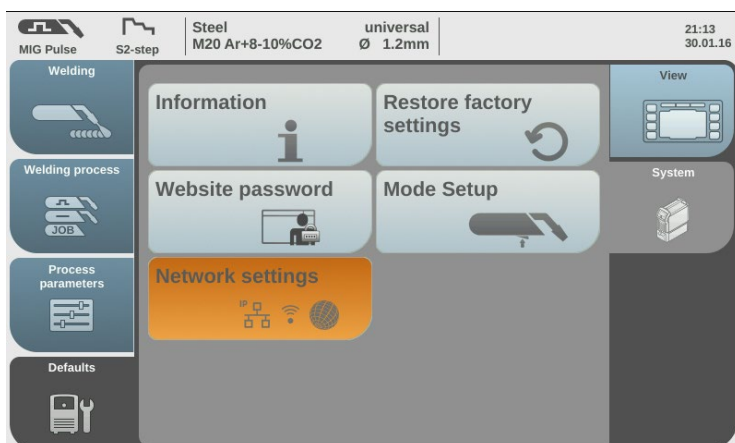 MIG Pulse
S2-step
Steel universal
M20 Ar+8-10%CO2 Ø 1.2mm
21:13
30.01.16
Welding
Welding process
JOB
Process
parameters
Defaults
Information
Restore factory
settings
Website password
Mode Setup
Network settings
IP
View
System